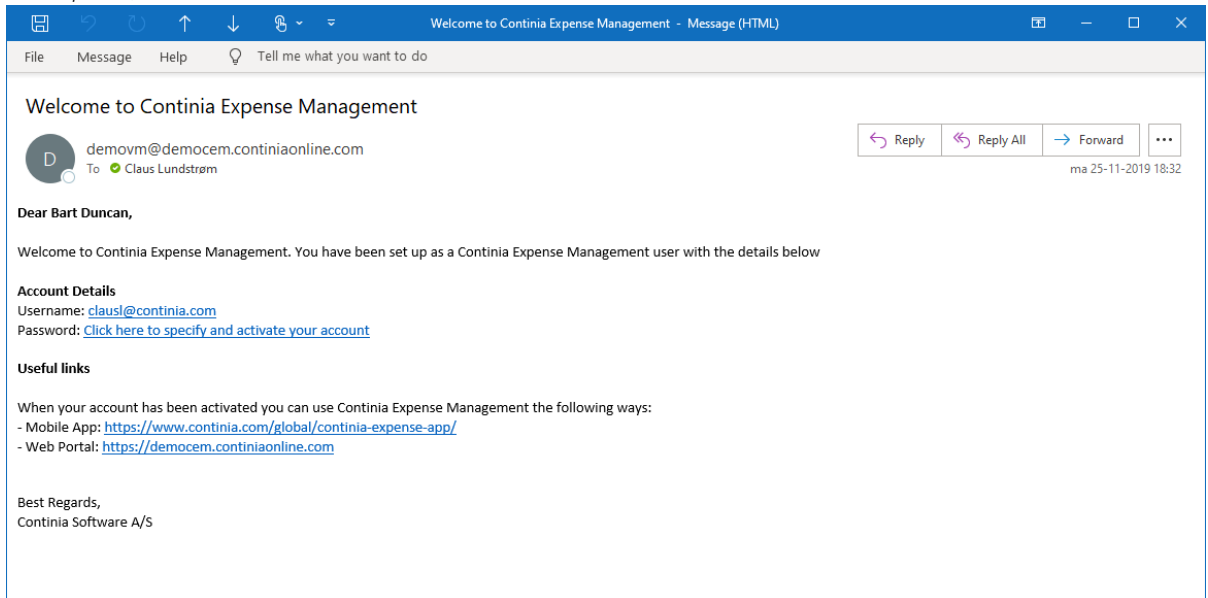 Welcome to Continia Expense Management - Message (HTML)
File Message Help Tell me what you want to do
Welcome to Continia Expense Management
D
demovm@democem.continiaonline.com
To Claus Lundstrøm
Reply Reply All Forward ...
ma 25-11-2019 18:32
Dear Bart Duncan,
Welcome to Continia Expense Management. You have been set up as a Continia Expense Management user with the details below
Account Details
Username: clausl@continia.com
Password: Click here to specify and activate your account
Useful links
When your account has been activated you can use Continia Expense Management the following ways:
- Mobile App: https://www.continia.com/global/continia-expense-app/
- Web Portal: https://democem.continiaonline.com
Best Regards,
Continia Software A/S